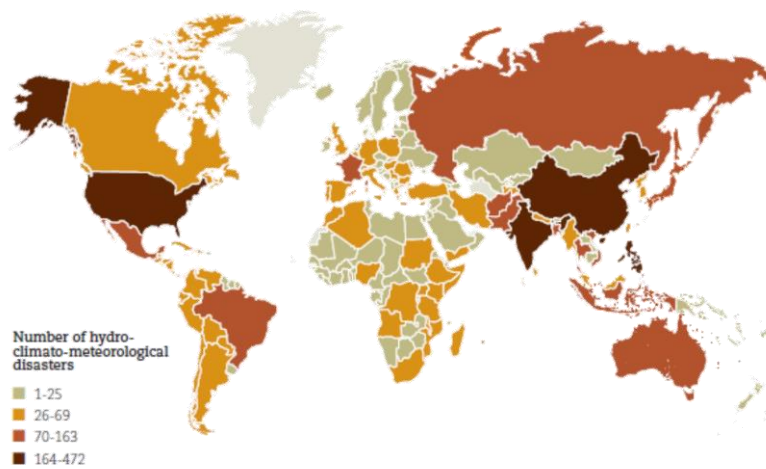 Number of hydro-
climato-meteorological
disasters
1-25
26-69
70-163
164-472